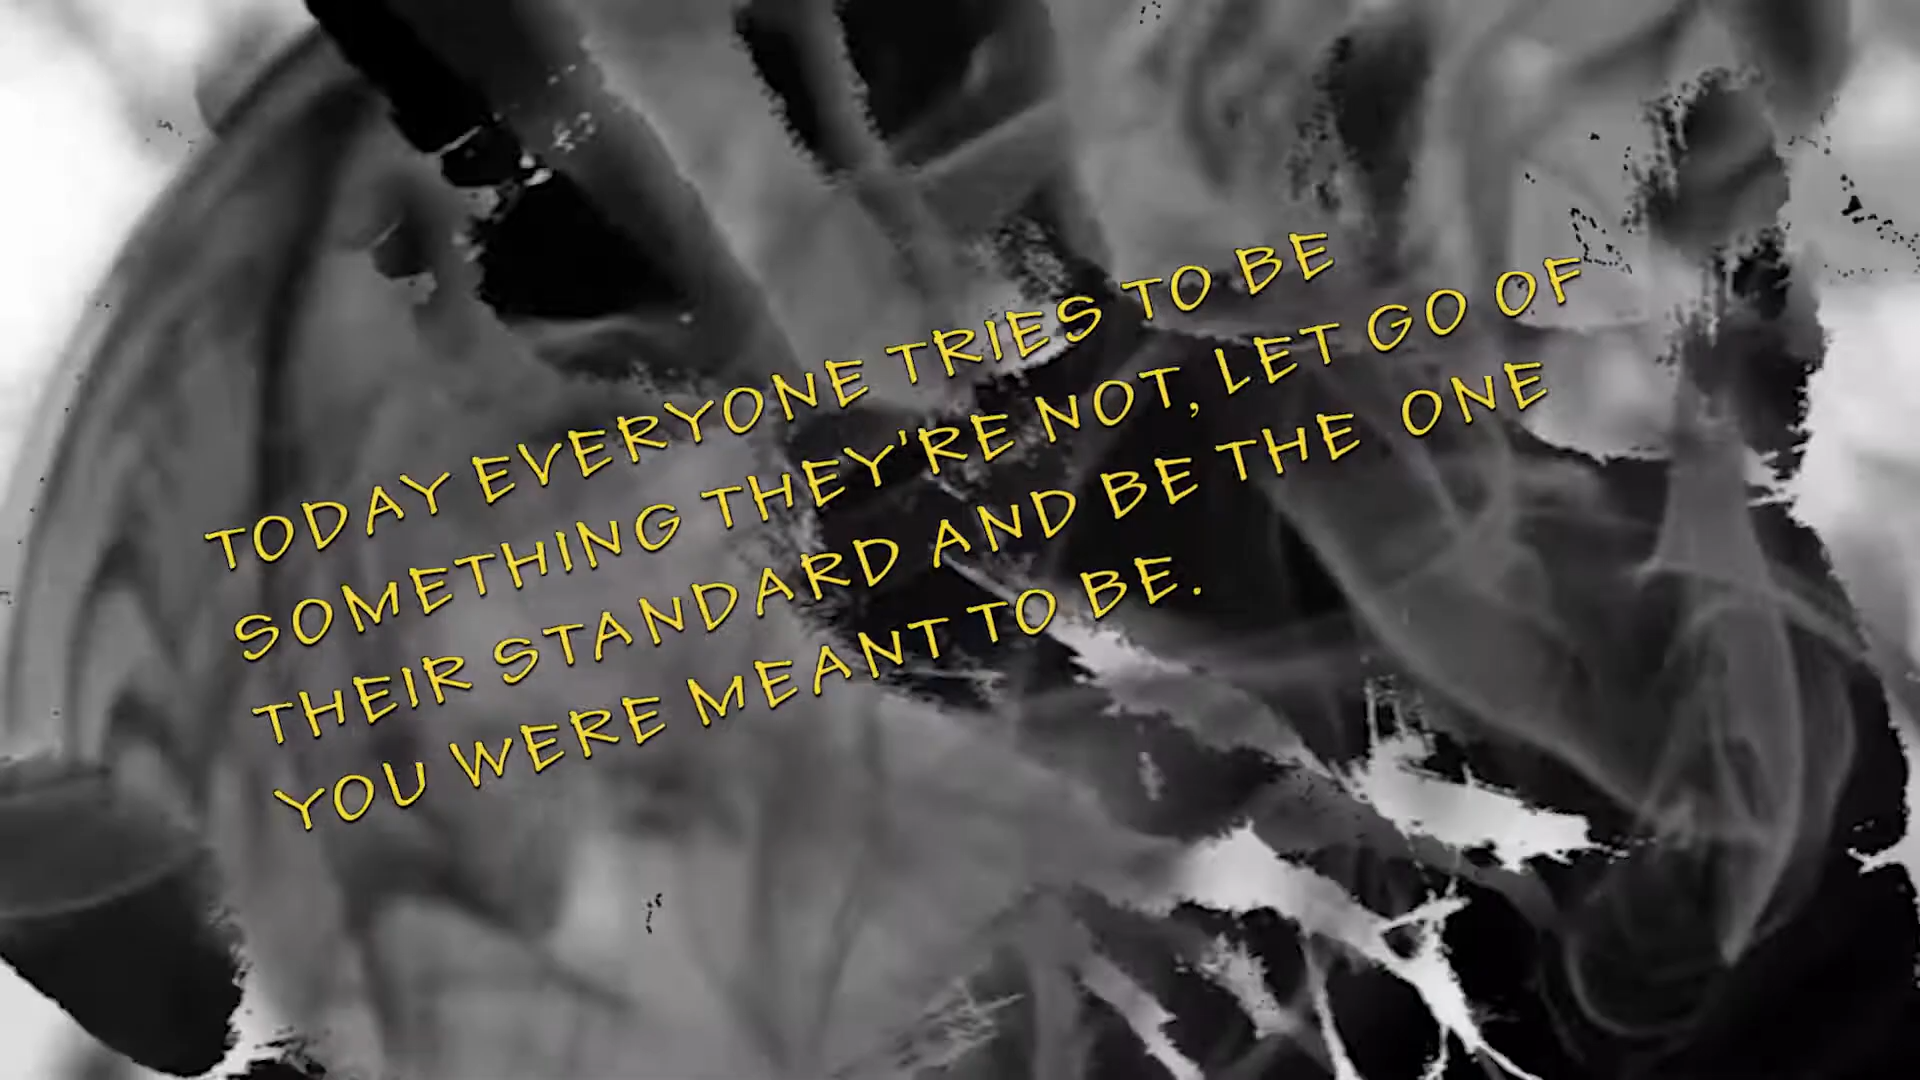 TODAY EVERYONE TRIES TO BE
SOMETHING THEY'RE NOT, LET GO OF
THEIR STANDARD AND BE THE ONE
YOU WERE MEANT TO BE.